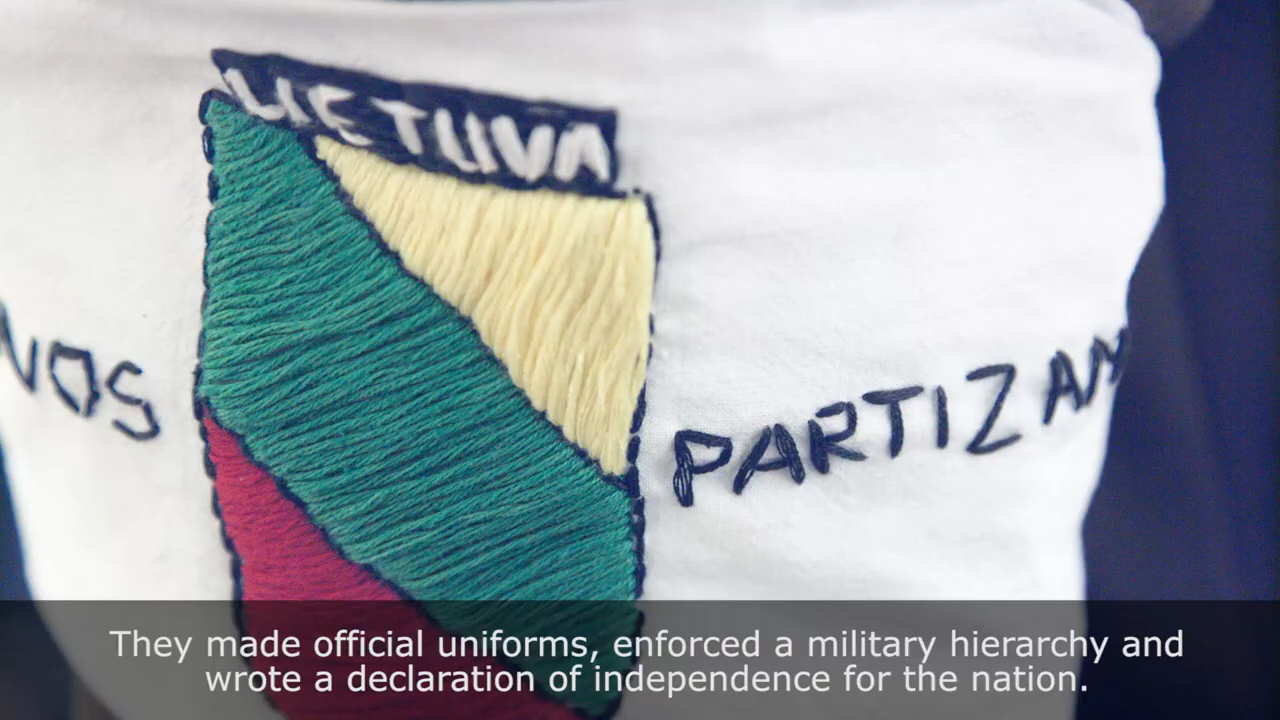 LIETUVA
NOS
PARTIZAN
They made official uniforms, enforced a military hierarchy and
wrote a declaration of independence for the nation.